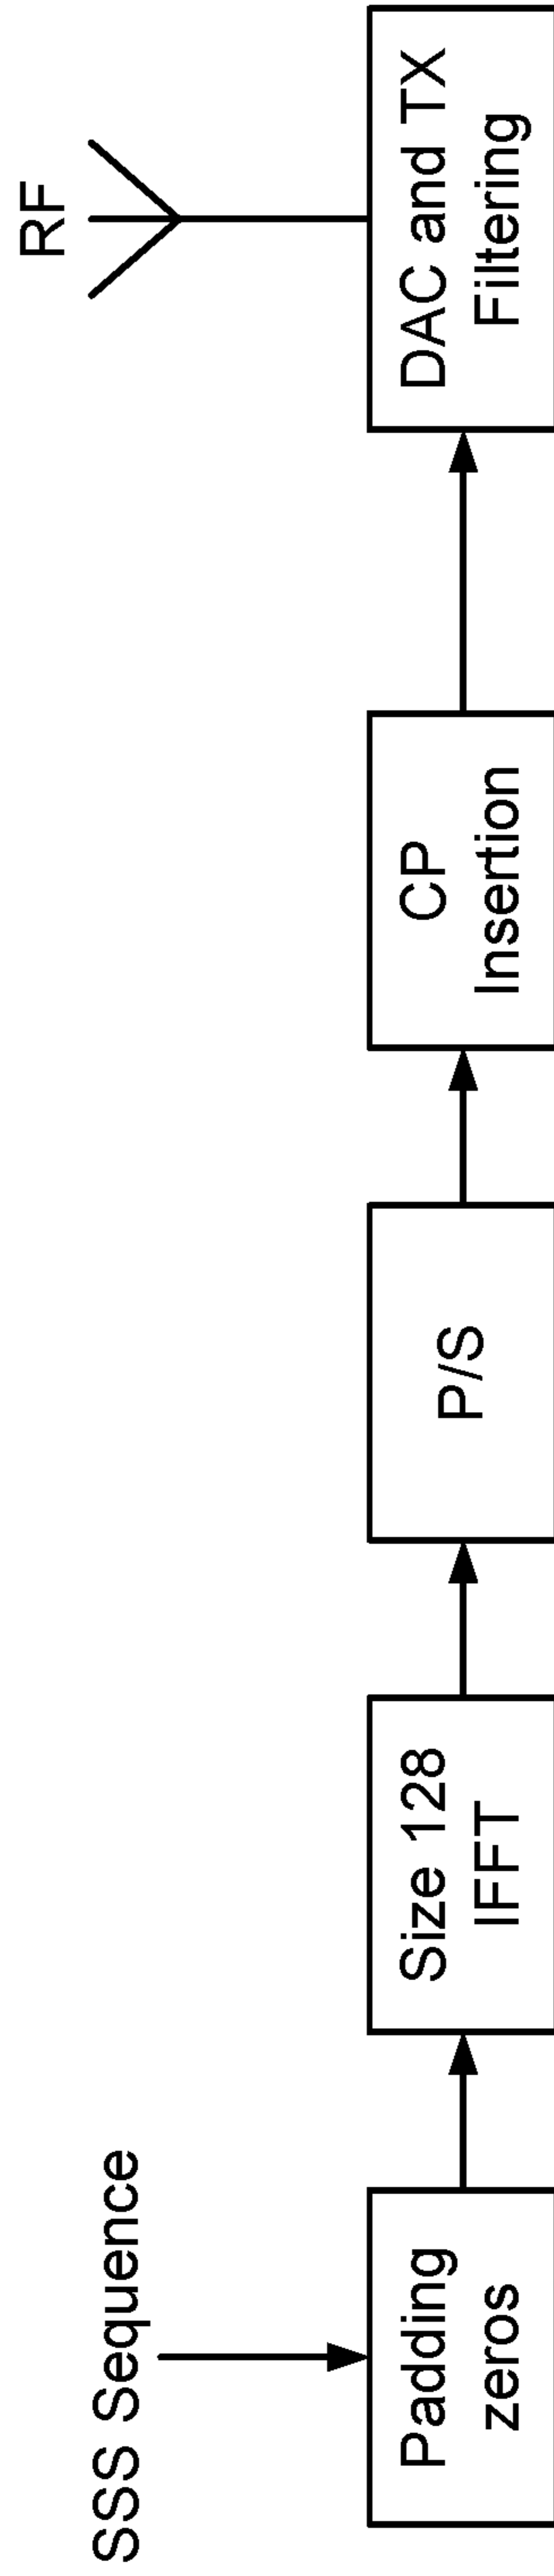 SSS Sequence
Padding
zeros
Size 128
IFFT
P/S
CP
Insertion
DAC and TX
Filtering
RF